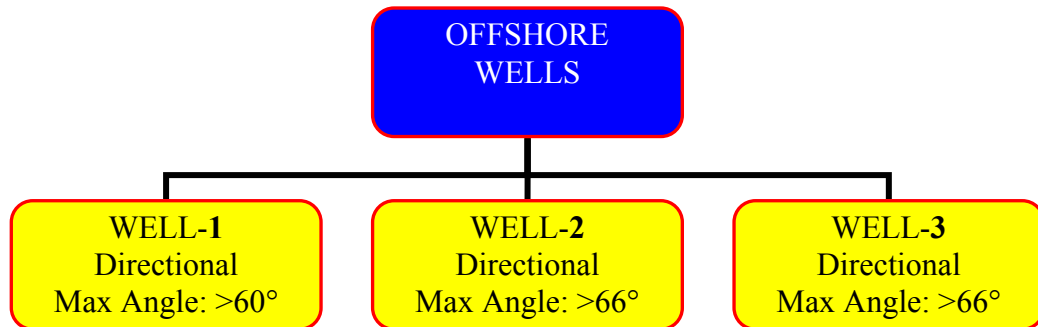 OFFSHORE
WELLS
WELL-1
Directional
Max Angle: >60°
WELL-2
Directional
Max Angle: >66°
WELL-3
Directional
Max Angle: >66°